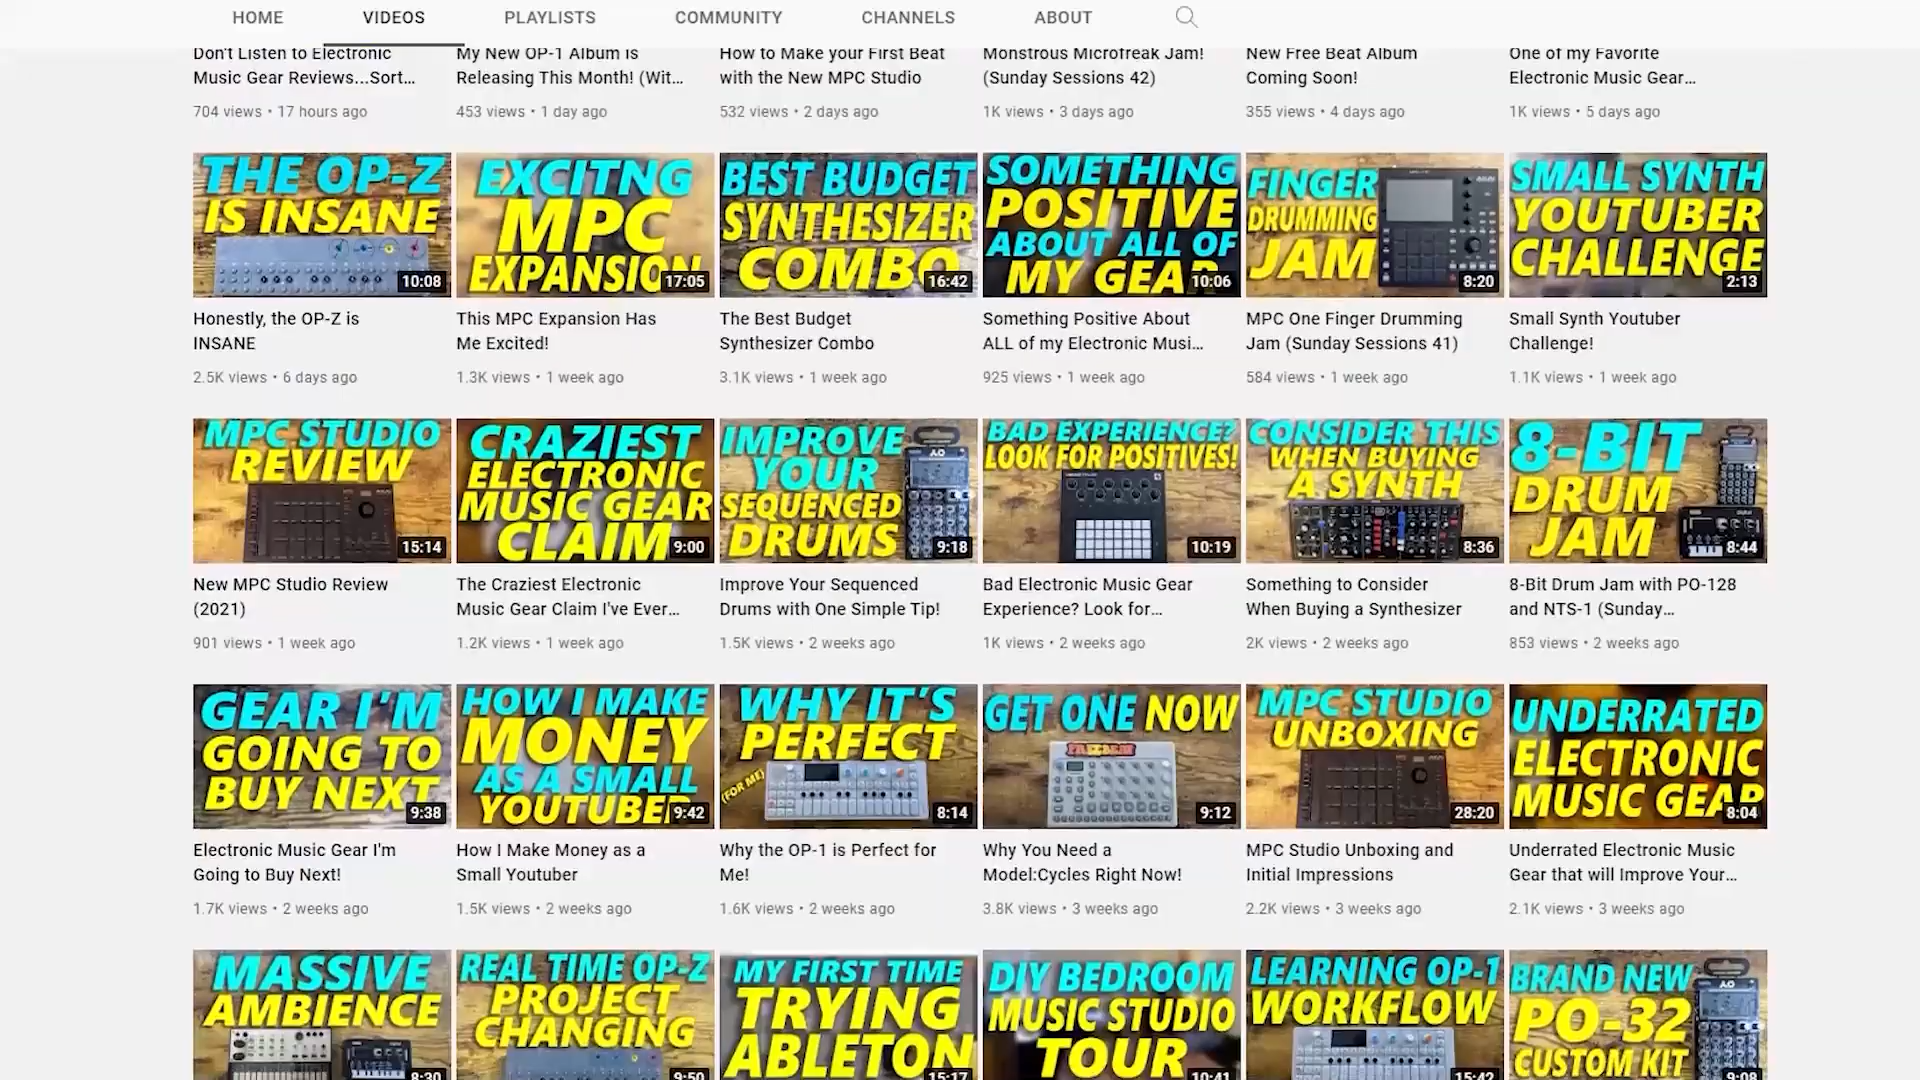 HOME
VIDEOS
PLAYLISTS
COMMUNITY
CHANNELS
ABOUT
Don't Listen to Electronic
Music Gear Reviews...Sort...
704 views • 17 hours ago
My New OP-1 Album is
Releasing This Month! (Wit...
453 views • 1 day ago
How to Make your First Beat
with the New MPC Studio
532 views • 2 days ago
Monstrous Microfreak Jam!
(Sunday Sessions 42)
1K views • 3 days ago
New Free Beat Album
Coming Soon!
355 views • 4 days ago
One of my Favorite
Electronic Music Gear...
1K views • 5 days ago
THE OP-Z
IS INSANE
10:08
Honestly, the OP-Z is
INSANE
2.5K views • 6 days ago
EXCITNG
MPC
EXPANSION
17:05
This MPC Expansion Has
Me Excited!
1.3K views • 1 week ago
BEST BUDGET
SYNTHESIZER
COMBO
16:42
The Best Budget
Synthesizer Combo
3.1K views • 1 week ago
SOMETHING
POSITIVE
ABOUT ALL OF
MY GEAR
10:06
Something Positive About
ALL of my Electronic Musi...
925 views • 1 week ago
FINGER
DRUMMING
JAM
8:20
MPC One Finger Drumming
Jam (Sunday Sessions 41)
584 views • 1 week ago
SMALL SYNTH
YOUTUBER
CHALLENGE
2:13
Small Synth Youtuber
Challenge!
1.1K views • 1 week ago
MPC STUDIO
REVIEW
15:14
New MPC Studio Review
(2021)
901 views • 1 week ago
CRAZIEST
ELECTRONIC
MUSIC GEAR
CLAIM
9:00
The Craziest Electronic
Music Gear Claim I've Ever...
1.2K views • 1 week ago
IMPROVE
YOUR
SEQUENCED
DRUMS
9:18
Improve Your Sequenced
Drums with One Simple Tip!
1.5K views • 2 weeks ago
BAD EXPERIENCE?
LOOK FOR POSITIVES!
10:19
Bad Electronic Music Gear
Experience? Look for...
1K views • 2 weeks ago
CONSIDER THIS
WHEN BUYING
A SYNTH
8:36
Something to Consider
When Buying a Synthesizer
2K views • 2 weeks ago
8-BIT
DRUM
JAM
8:44
8-Bit Drum Jam with PO-128
and NTS-1 (Sunday...
853 views • 2 weeks ago
GEAR I'M
GOING TO
BUY NEXT
9:38
Electronic Music Gear I'm
Going to Buy Next!
1.7K views • 2 weeks ago
HOW I MAKE
MONEY
AS A SMALL
YOUTUBER
9:42
How I Make Money as a
Small Youtuber
1.5K views • 2 weeks ago
WHY IT'S
PERFECT
(FOR ME)
8:14
Why the OP-1 is Perfect for
Me!
1.6K views • 2 weeks ago
GET ONE NOW
FREEBEAT
9:12
Why You Need a
Model:Cycles Right Now!
3.8K views • 3 weeks ago
MPC STUDIO
UNBOXING
28:20
MPC Studio Unboxing and
Initial Impressions
2.2K views • 3 weeks ago
UNDERRATED
ELECTRONIC
MUSIC GEAR
8:04
Underrated Electronic Music
Gear that will Improve Your...
2.1K views • 3 weeks ago
MASSIVE
AMBIENCE
8:30
REAL TIME OP-Z
PROJECT
CHANGING
9:50
MY FIRST TIME
TRYING
ABLETON
15:17
DIY BEDROOM
MUSIC STUDIO
TOUR
10:41
LEARNING OP-1
WORKFLOW
15:42
BRAND NEW
PO-32
CUSTOM KIT
9:08